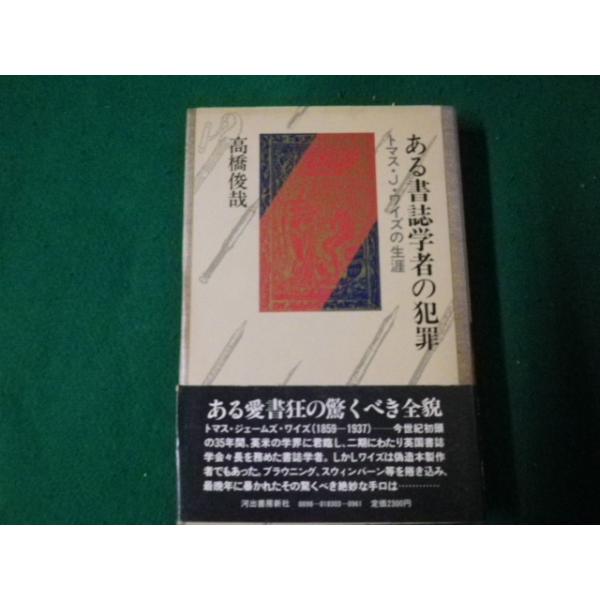 ある書誌学者の犯罪
トマス・J・ワイズの生涯
高橋俊哉
ある愛書狂の驚くべき全貌
トマス・ジェームズ・ワイズ(1859―1937)――今世紀初頭
の35年間、英米の学界に君臨し、二期にわたり英国書誌
学会々長を務めた書誌学者。しかしワイズは偽造本製作
者でもあった。ブラウニング、スウィンバーン等を捲き込み、
最晩年に暴かれたその驚くべき絶妙な手口は…………
河出書房新社 0098-018303-0961 定価2300円